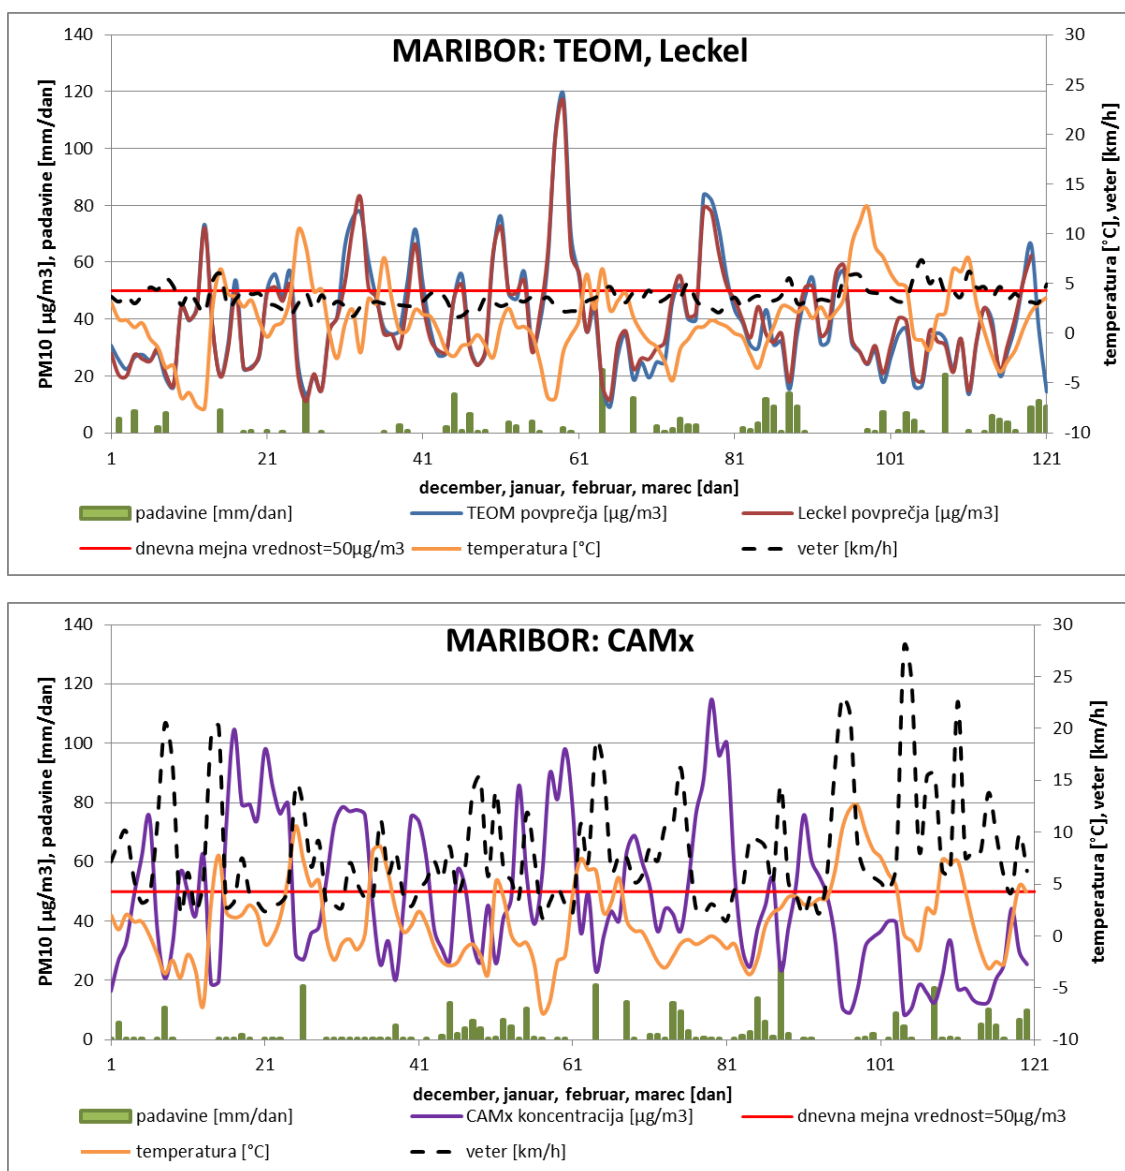 MARIBOR: TEOM, Leckel
PM10 [µg/m3], padavine [mm/dan]
140
120
100
80
60
40
20
0
30
25
20
15
10
5
0
-5
-10
temperatura [°C], veter [km/h]
1 21 41 61 81 101 121
december, januar, februar, marec [dan]
padavine [mm/dan] TEOM povprečja [µg/m3] Leckel povprečja [µg/m3]
dnevna mejna vrednost=50µg/m3 temperatura [°C] veter [km/h]
MARIBOR: CAMx
PM10 [µg/m3], padavine [mm/dan]
140
120
100
80
60
40
20
0
30
25
20
15
10
5
0
-5
-10
temperatura [°C], veter [km/h]
1 21 41 61 81 101 121
december, januar, februar, marec [dan]
padavine [mm/dan] CAMx koncentracija [µg/m3] dnevna mejna vrednost=50µg/m3
temperatura [°C] veter [km/h]